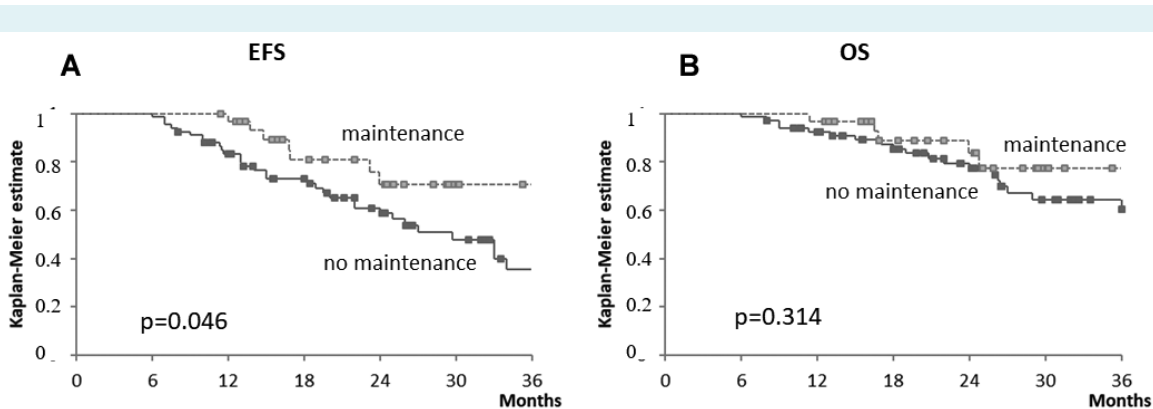 A
EFS
Kaplan-Meier estimate
1
0.8
0.6
0.4
0.2
0
maintenance
no maintenance
p=0.046
0 6 12 18 24 30 36
Months
B
OS
Kaplan-Meier estimate
1
0.8
0.6
0.4
0.2
0
maintenance
no maintenance
p=0.314
0 6 12 18 24 30 36
Months